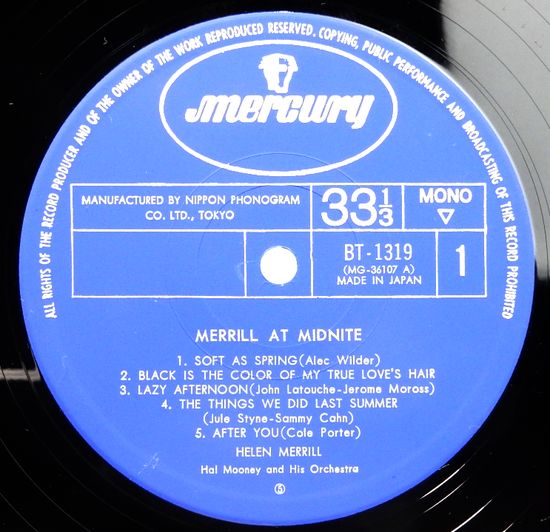 ALL RIGHTS OF THE RECORD PRODUCER AND OF THE OWNER OF THE WORK REPRODUCED RESERVED. COPYING, PUBLIC PERFORMANCE AND BROADCASTING OF THIS RECORD PROHIBITED
mercury
MANUFACTURED BY NIPPON PHONOGRAM
CO. LTD., TOKYO
33 1/3
MONO
BT-1319
(MG-36107 A)
MADE IN JAPAN
1
MERRILL AT MIDNITE
1. SOFT AS SPRING(Alec Wilder)
2. BLACK IS THE COLOR OF MY TRUE LOVE'S HAIR
3. LAZY AFTERNOON(John Latouche-Jerome Moross)
4. THE THINGS WE DID LAST SUMMER
(Jule Styne-Sammy Cahn)
5. AFTER YOU(Cole Porter)
HELEN MERRILL
Hal Mooney and His Orchestra